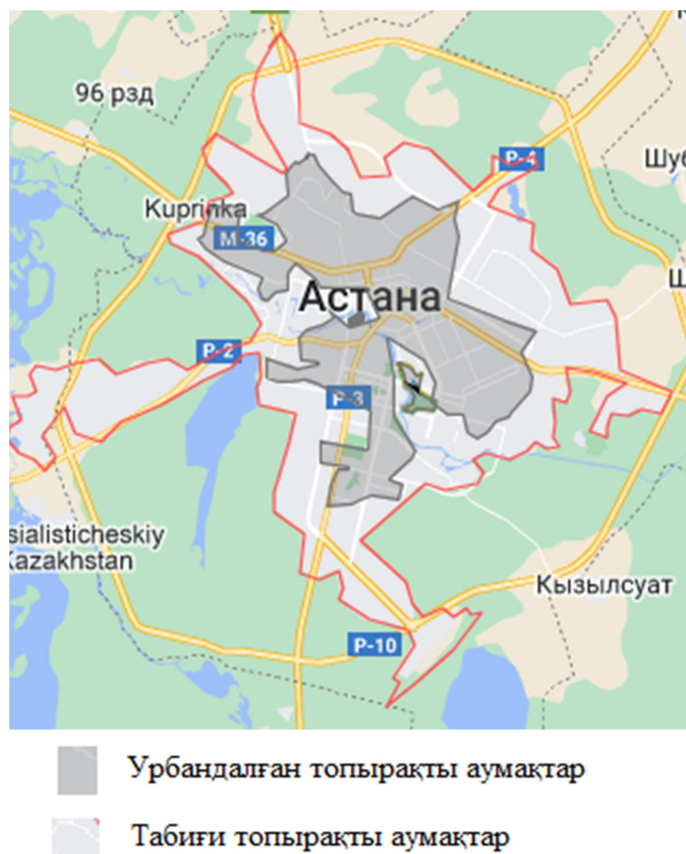 96 рзд
P-4
Шуб
Kuprinka
M-36
Астана
P-2
P-3
sialisticheskiy
Kazakhstan
Кызылсуат
P-10
Урбандалған топырақты аумақтар
Табиғи топырақты аумақтар